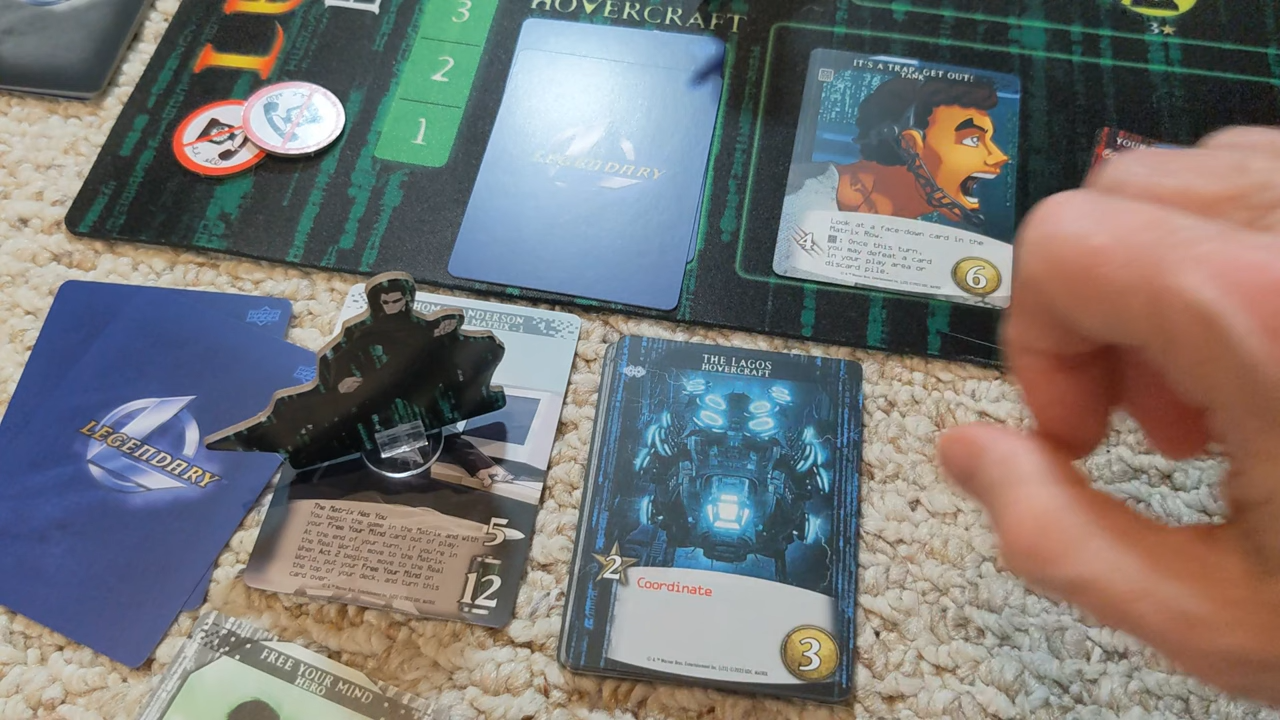 HOVERCRAFT
3
2
1
LEGENDARY
3★
IT'S A TRAP, GET OUT!
TANK
Look at a face-down card in the
Matrix Row.
: Once this turn,
you may defeat a card
in your play area or
discard pile.
4
6
YOUR
LEGENDARY
ANDERSON
MATRIX - 1
The Matrix Has You
You begin the game in the Matrix and with
your Free Your Mind card out of play.
At the end of your turn, if you're in
the Real World, move to the Matrix.
When Act 2 begins, move to the Real
World, put your Free Your Mind on
the top of your deck, and turn this
card over.
5
12
THE LAGOS
HOVERCRAFT
2
Coordinate
3
FREE YOUR MIND
HERO